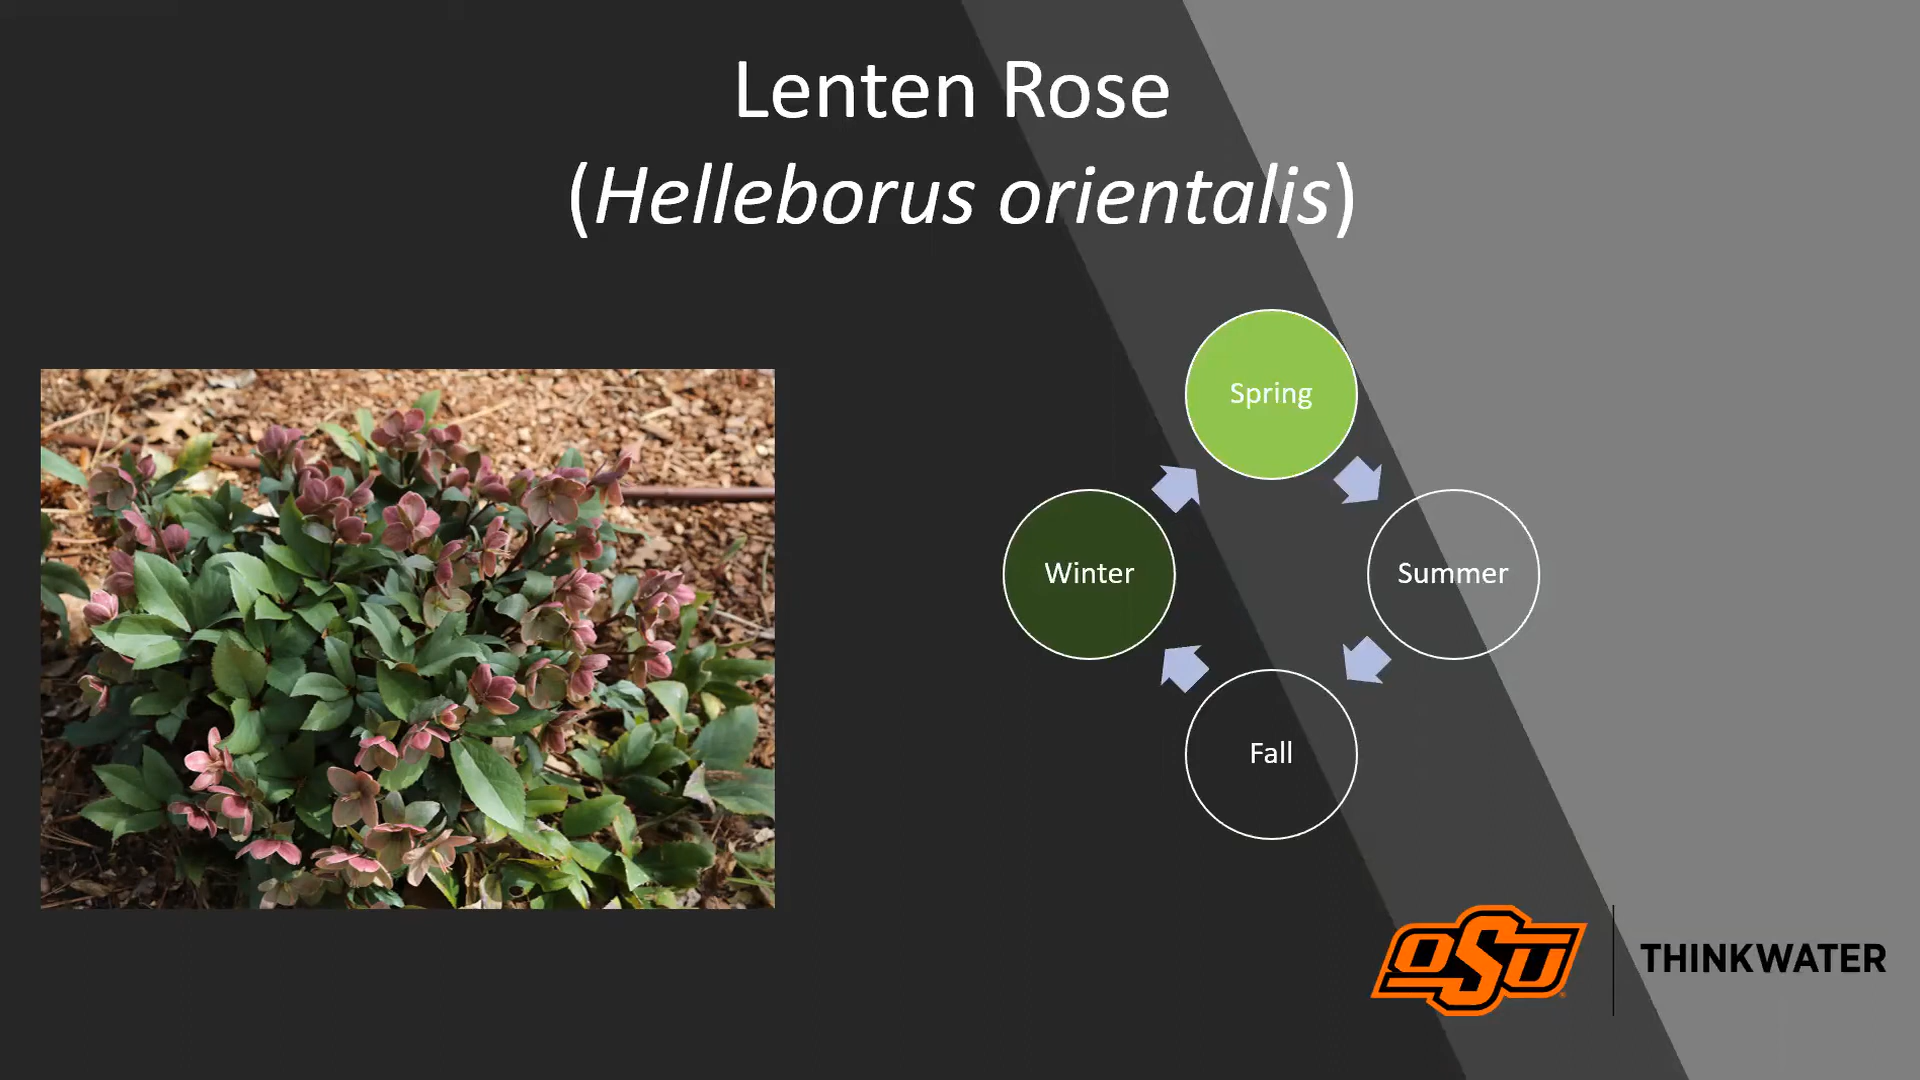 Lenten Rose
(Helleborus orientalis)
Spring
Winter
Summer
Fall
OSU
THINKWATER